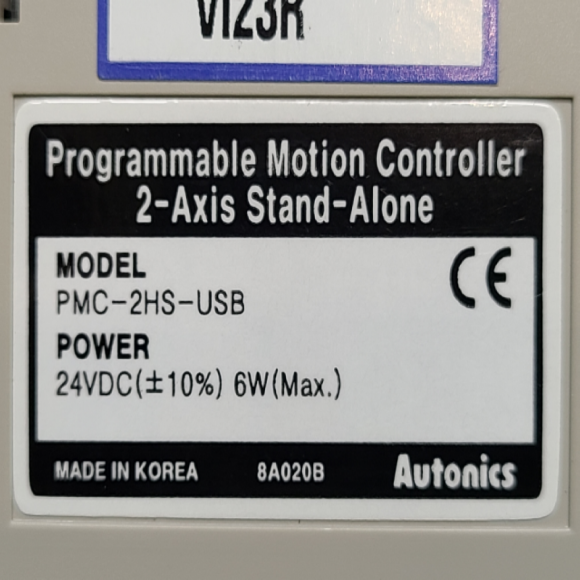 VI23R
Programmable Motion Controller
2-Axis Stand-Alone
MODEL
PMC-2HS-USB
POWER
24VDC(±10%) 6W(Max.)
CE
MADE IN KOREA 8A020B Autonics